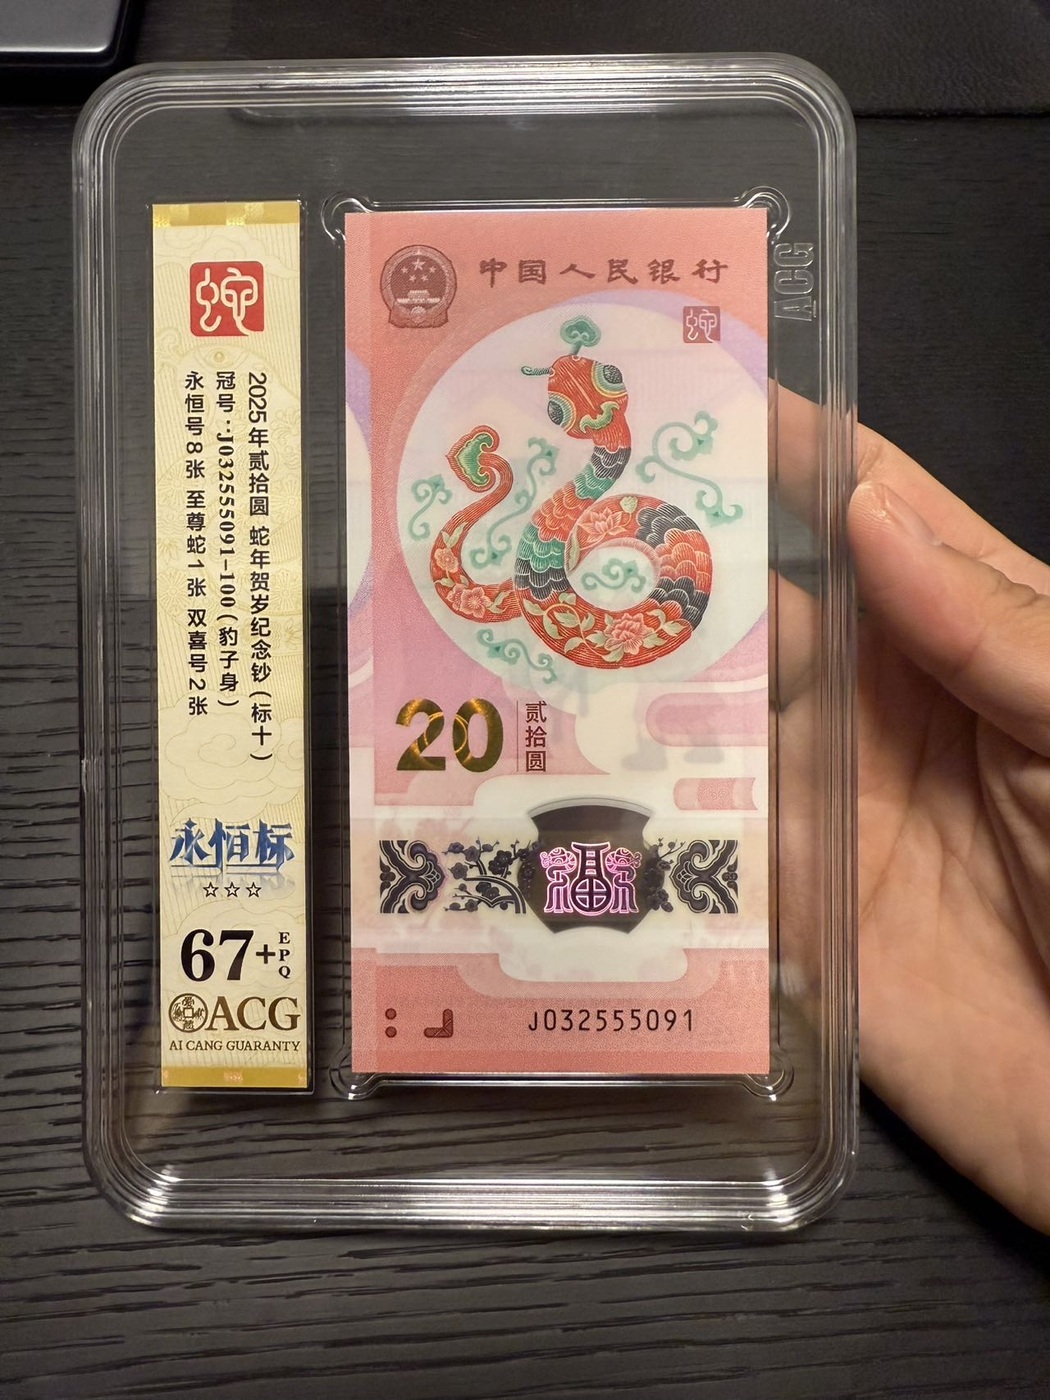 蛇
2025年贰拾圆 蛇年贺岁纪念钞(标十)
冠号:J032555091-100(豹子身)
永恒号8张 至尊蛇1张 双喜号2张
永恒标
☆☆☆
67+EPQ
ACG
AI CANG GUARANTY
中国人民银行
蛇
20
贰拾圆
福
J032555091
ACG